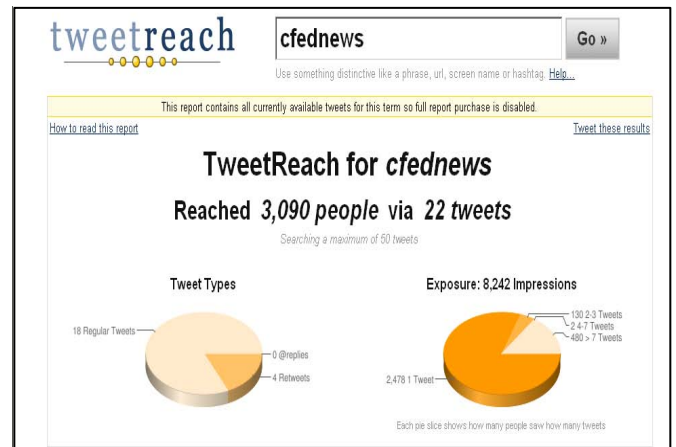 tweetreach
cfednews
Go »
Use something distinctive like a phrase, url, screen name or hashtag. Help...
This report contains all currently available tweets for this term so full report purchase is disabled.
How to read this report
Tweet these results
TweetReach for cfednews
Reached 3,090 people via 22 tweets
Searching a maximum of 50 tweets
Tweet Types
18 Regular Tweets
0 @replies
4 Retweets
Exposure: 8,242 Impressions
130 2-3 Tweets
2 4-7 Tweets
480 > 7 Tweets
2,478 1 Tweet
Each pie slice shows how many people saw how many tweets